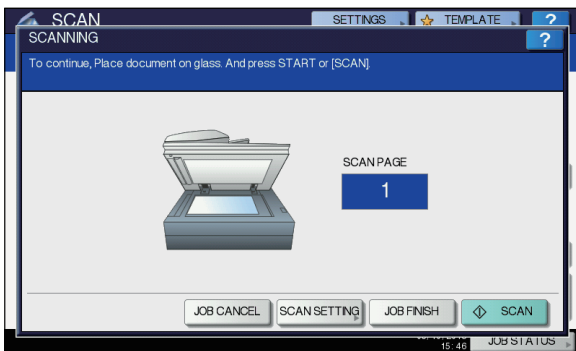 SCAN
SETTINGS
TEMPLATE
?
SCANNING
?
To continue, Place document on glass. And press START or [SCAN].
SCAN PAGE
1
JOB CANCEL
SCAN SETTING
JOB FINISH
SCAN
15:46
JOB STATUS